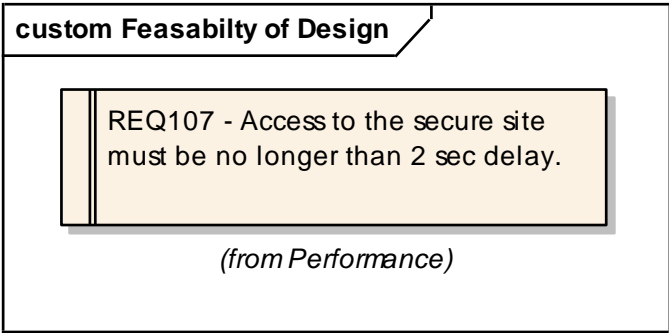 custom Feasabilty of Design
REQ107 - Access to the secure site
must be no longer than 2 sec delay.
(from Performance)